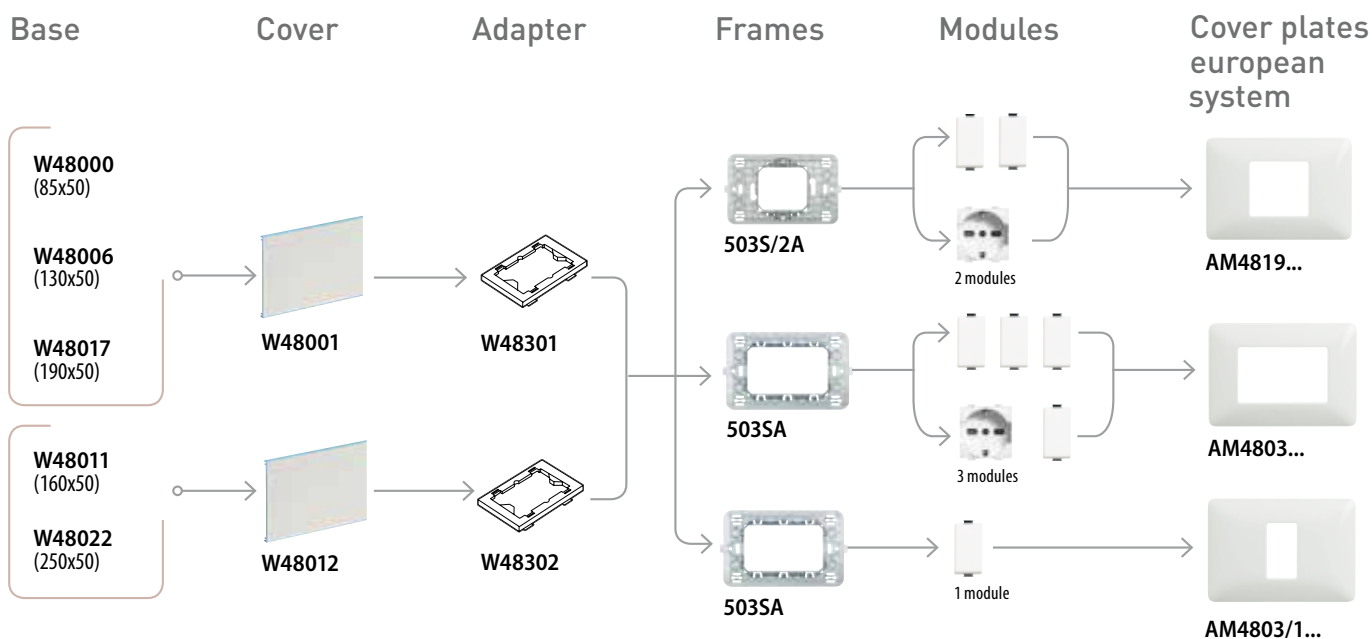 Base
Cover
Adapter
Frames
Modules
Cover plates
european
system
W48000
(85x50)
W48006
(130x50)
W48017
(190x50)
W48001
W48301
503S/2A
2 modules
AM4819...
503SA
3 modules
AM4803...
W48011
(160x50)
W48022
(250x50)
W48012
W48302
503SA
1 module
AM4803/1...